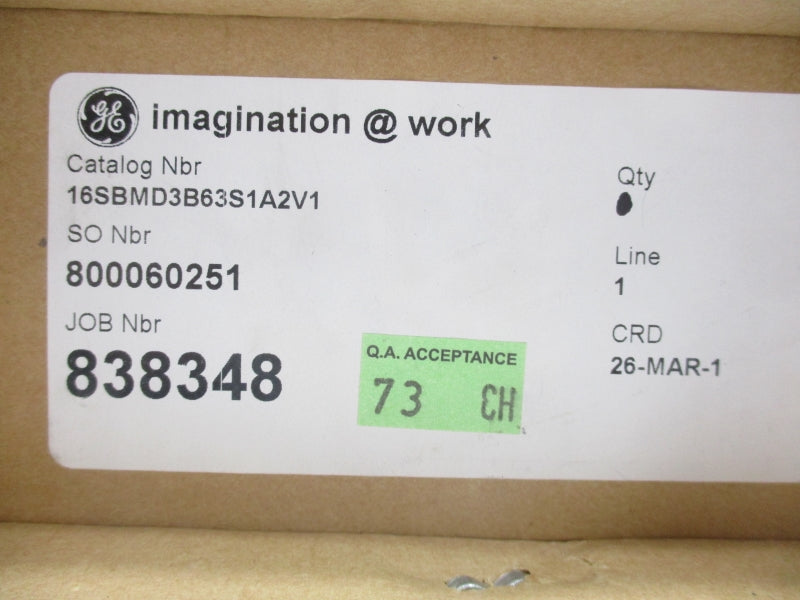 GE imagination @ work
Catalog Nbr
16SBMD3B63S1A2V1
SO Nbr
800060251
JOB Nbr
838348
Qty
Line
1
CRD
26-MAR-1
Q.A. ACCEPTANCE
73 CH